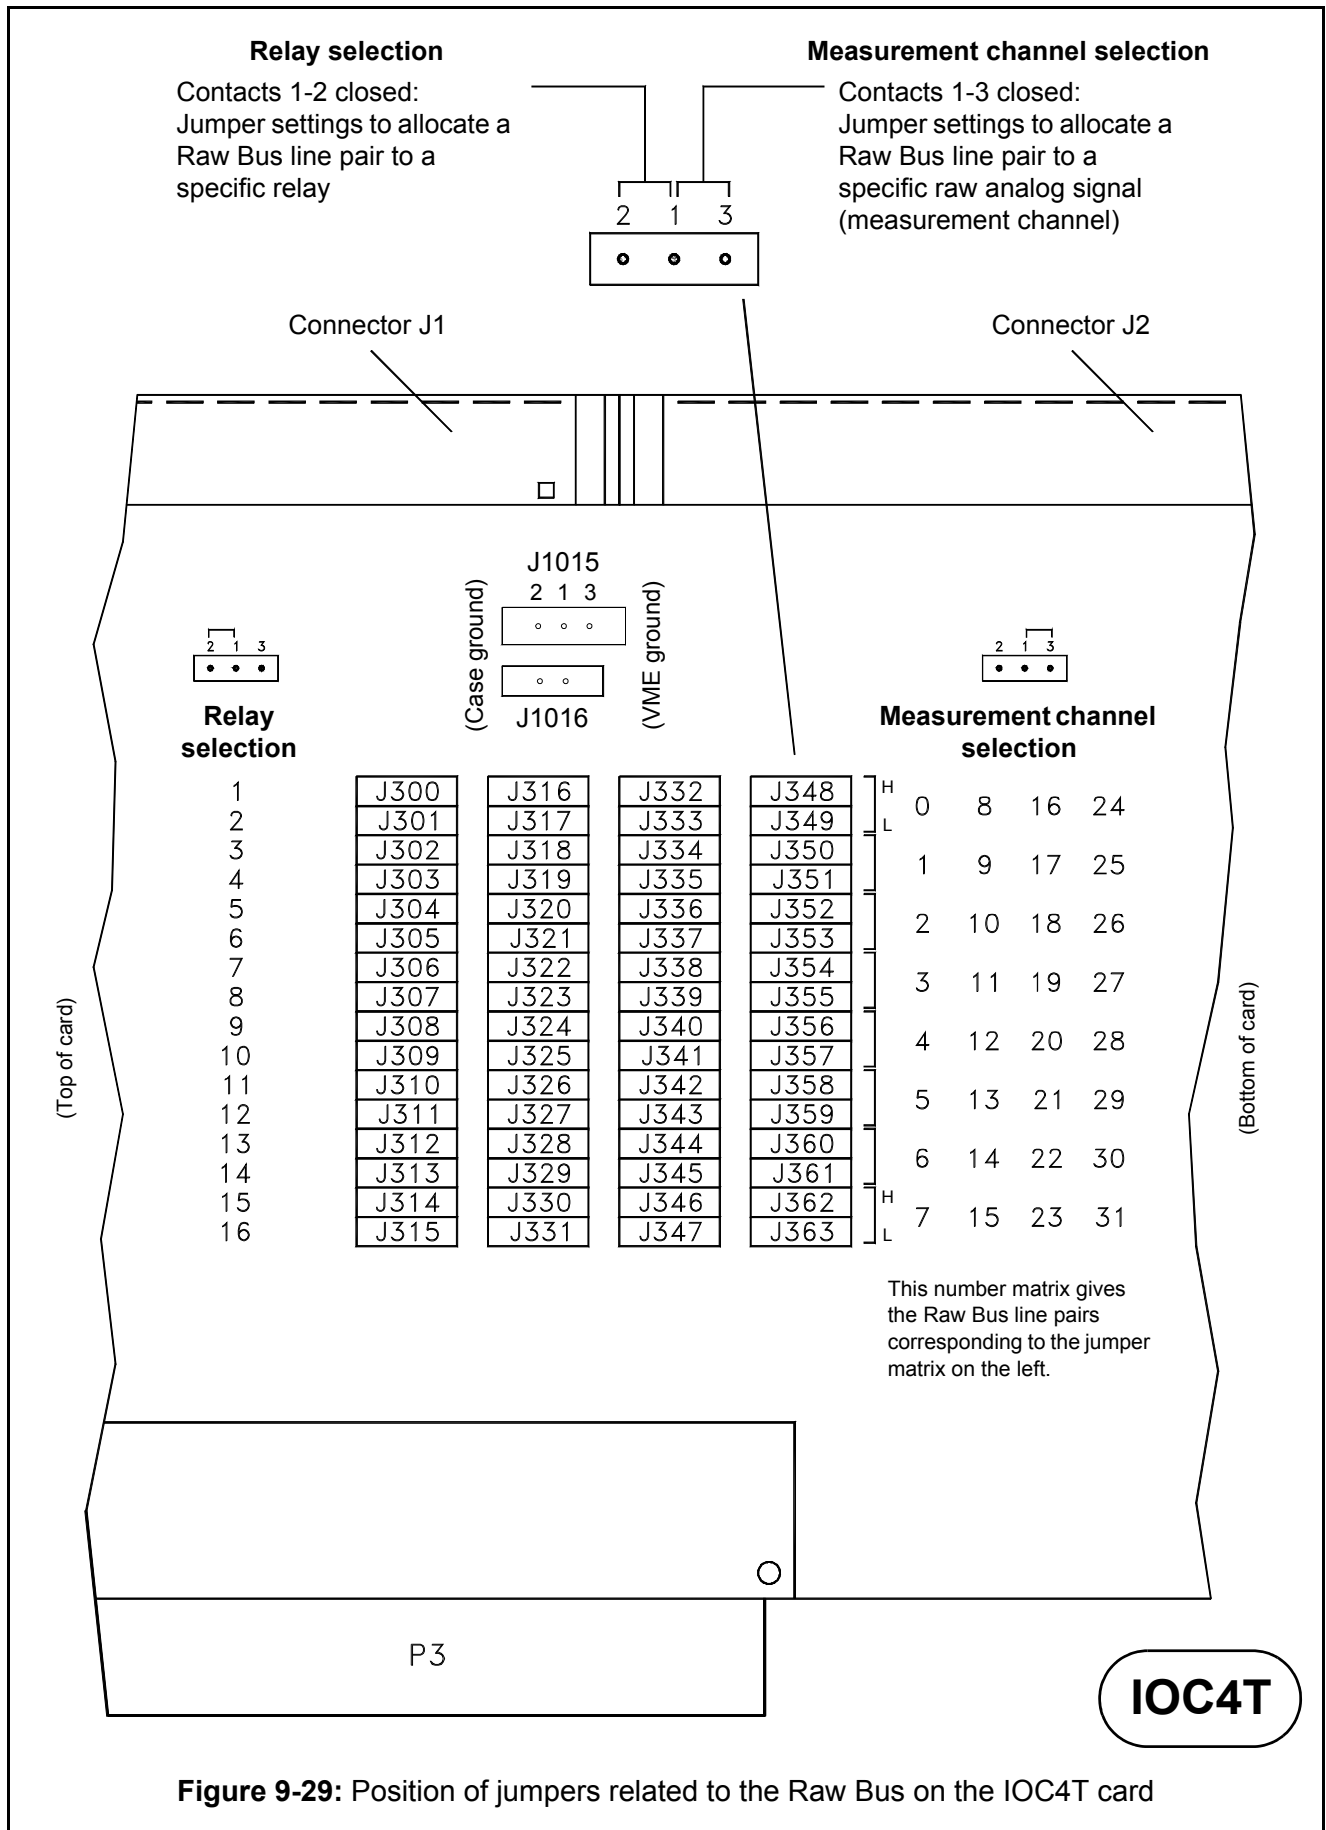 Relay selection
Contacts 1-2 closed:
Jumper settings to allocate a
Raw Bus line pair to a
specific relay
Measurement channel selection
Contacts 1-3 closed:
Jumper settings to allocate a
Raw Bus line pair to a
specific raw analog signal
(measurement channel)
2 1 3
Connector J1
Connector J2
J1015
2 1 3
(Case ground)
(VME ground)
J1016
2 1 3
Relay
selection
2 1 3
Measurement channel
selection
1 J300 J316 J332 J348 H
0 8 16 24
2 J301 J317 J333 J349 L
3 J302 J318 J334 J350
1 9 17 25
4 J303 J319 J335 J351
5 J304 J320 J336 J352
2 10 18 26
6 J305 J321 J337 J353
7 J306 J322 J338 J354
3 11 19 27
8 J307 J323 J339 J355
9 J308 J324 J340 J356
4 12 20 28
10 J309 J325 J341 J357
11 J310 J326 J342 J358
5 13 21 29
12 J311 J327 J343 J359
13 J312 J328 J344 J360
6 14 22 30
14 J313 J329 J345 J361
15 J314 J330 J346 J362 H
7 15 23 31
16 J315 J331 J347 J363 L
(Top of card)
(Bottom of card)
This number matrix gives
the Raw Bus line pairs
corresponding to the jumper
matrix on the left.
P3
IOC4T
Figure 9-29: Position of jumpers related to the Raw Bus on the IOC4T card